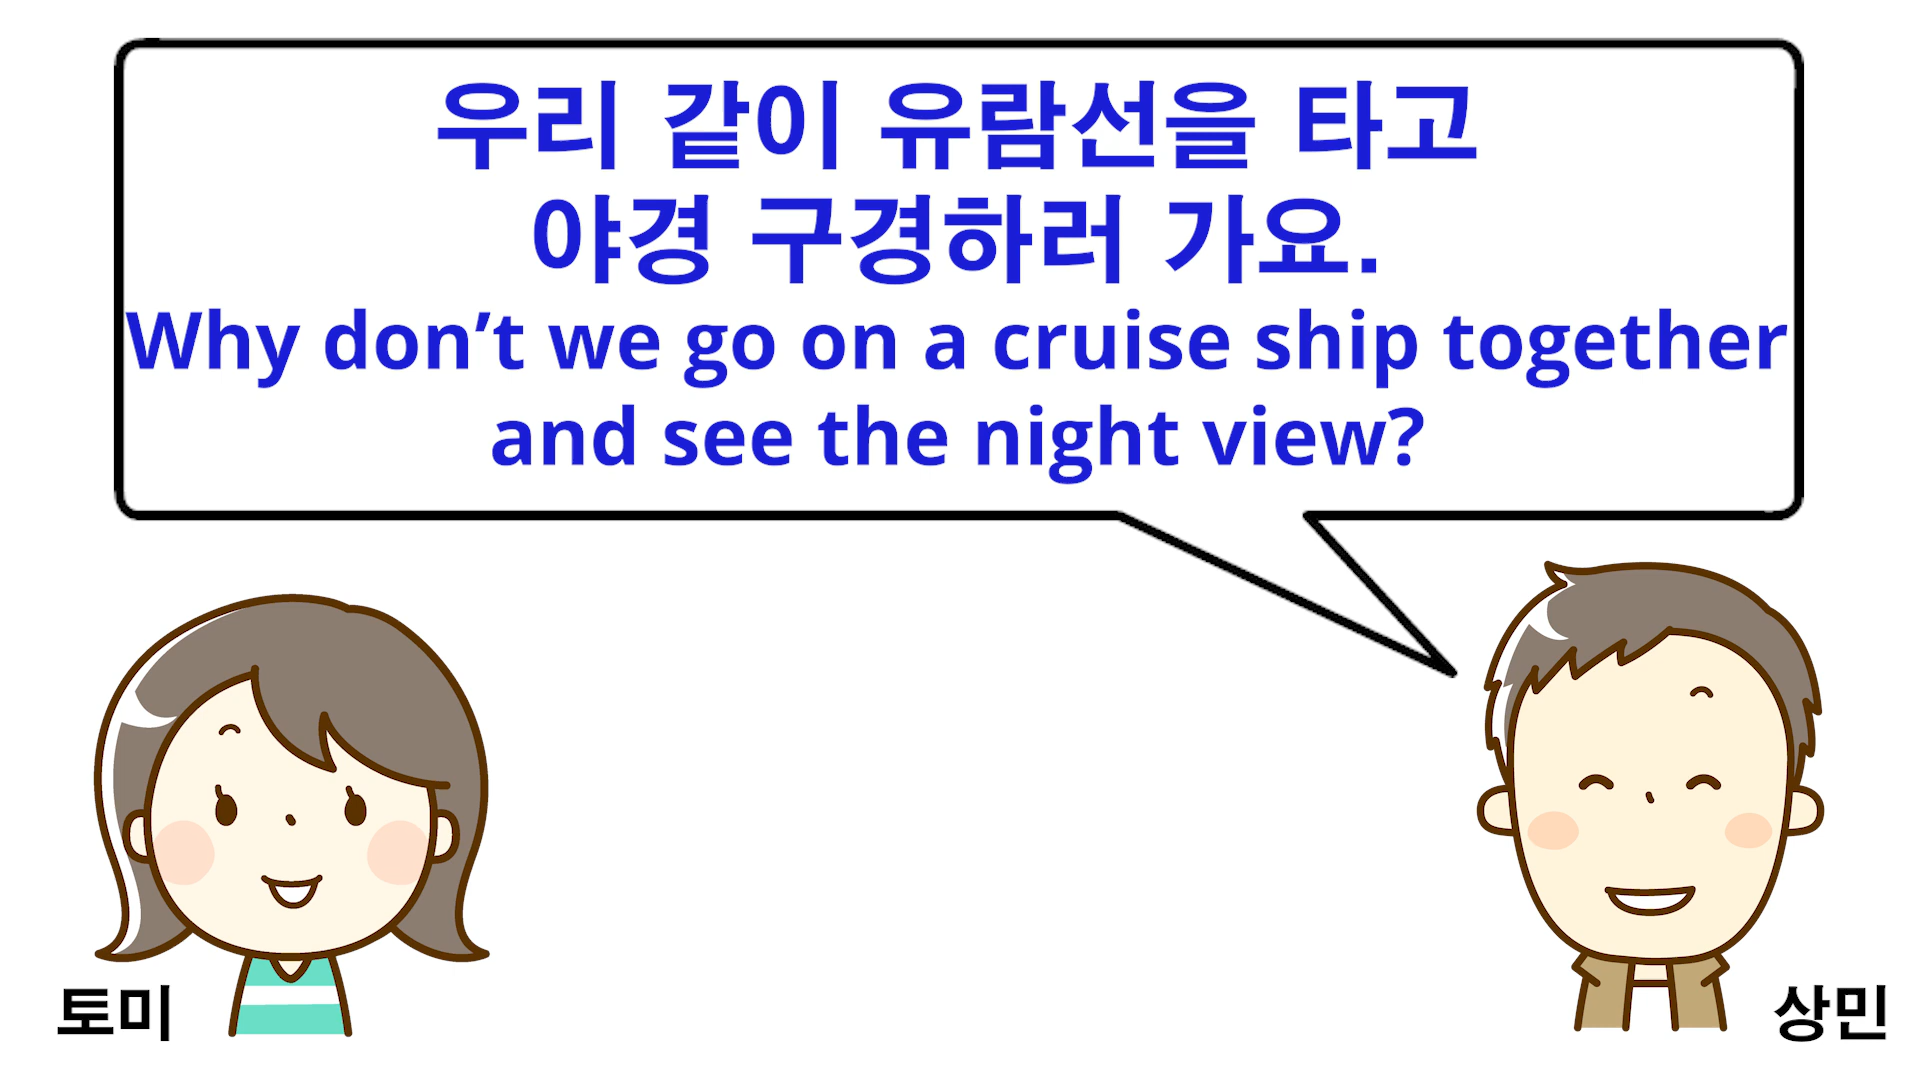 우리 같이 유람선을 타고
야경 구경하러 가요.
Why don’t we go on a cruise ship together
and see the night view?
토미
상민